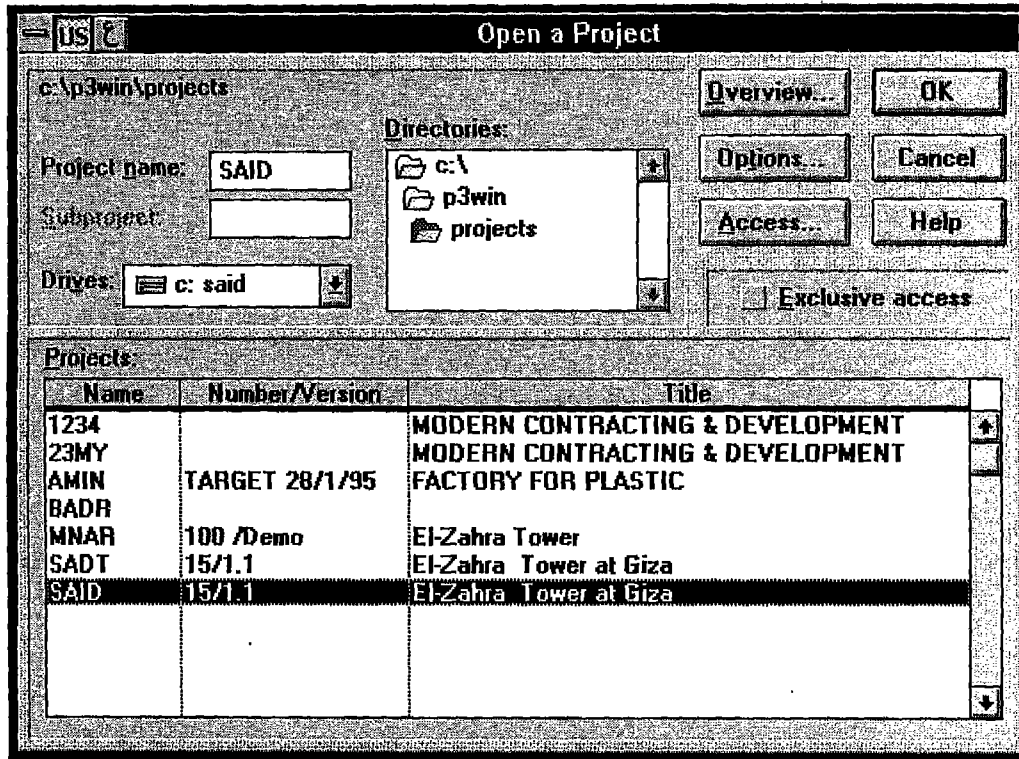 US ع Open a Project
c:\p3win\projects
Project name: SAID
Subproject:
Drives: c: said
Directories:
c:\
p3win
projects
Overview... OK
Options... Cancel
Access... Help
Exclusive access
Projects:
Name Number/Version Title
1234 MODERN CONTRACTING & DEVELOPMENT
23MY MODERN CONTRACTING & DEVELOPMENT
AMIN TARGET 28/1/95 FACTORY FOR PLASTIC
BADR
MNAR 100 /Demo El-Zahra Tower
SADT 15/1.1 El-Zahra Tower at Giza
SAID 15/1.1 El-Zahra Tower at Giza